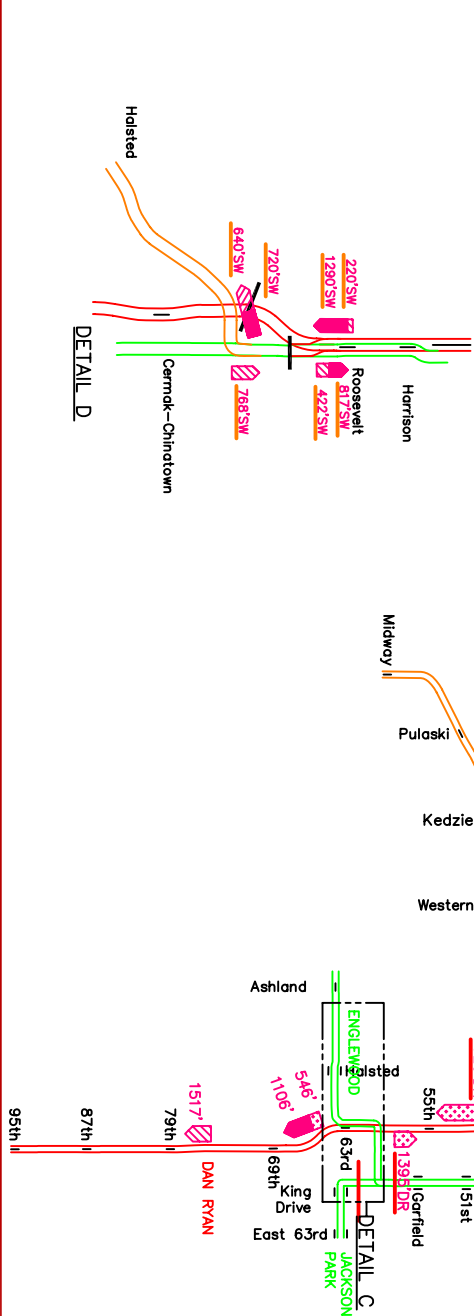 Halsted
640'SW
720'SW
220'SW
1290'SW
Roosevelt
817'SW
422'SW
Harrison
768'SW
Cermak-Chinatown
DETAIL D
Midway
Pulaski
Kedzie
Western
Ashland
ENGLEWOOD
Halsted
546'
1106'
55th
1517'
1395'DR
63rd
69th
79th
87th
95th
51st
Garfield
King
Drive
DAN RYAN
East 63rd
DETAIL C
JACKSON
PARK